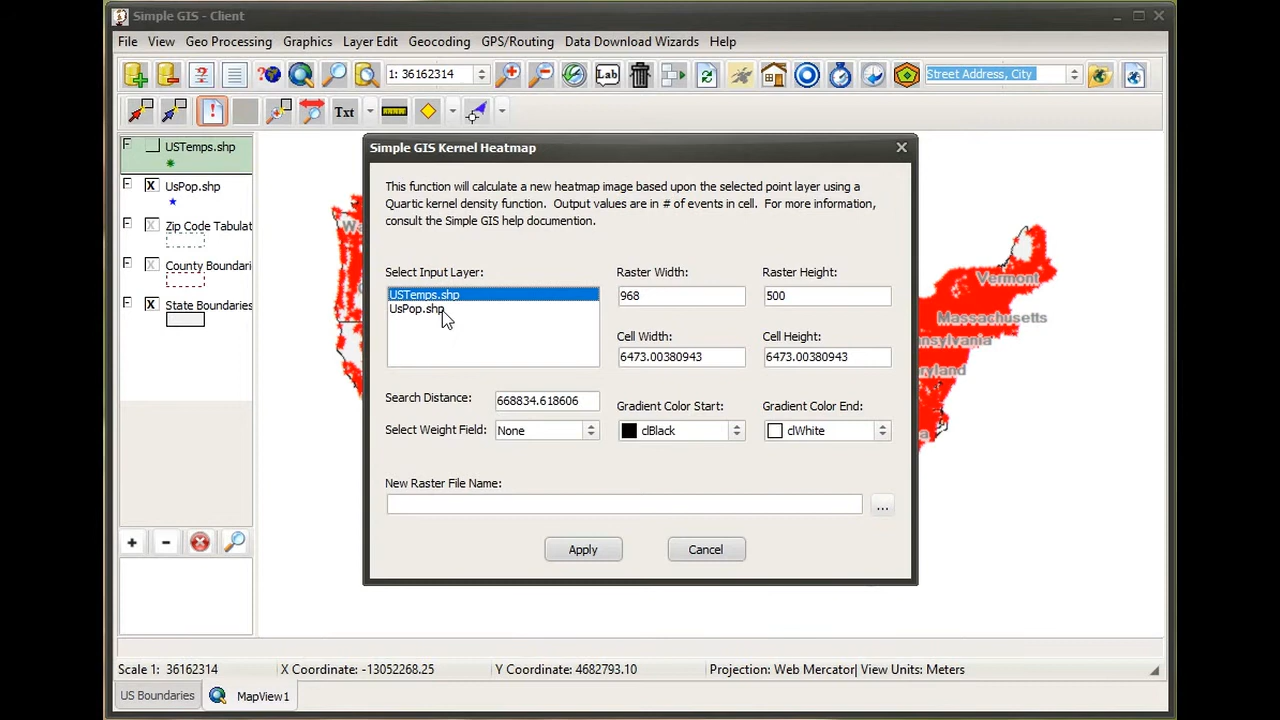 Simple GIS - Client
File View Geo Processing Graphics Layer Edit Geocoding GPS/Routing Data Download Wizards Help
1: 36162314
Lab
Street Address, City
Txt
USTemps.shp
UsPop.shp
Zip Code Tabulat
County Boundari
State Boundaries
Simple GIS Kernel Heatmap
This function will calculate a new heatmap image based upon the selected point layer using a
Quartic kernel density function. Output values are in # of events in cell. For more information,
consult the Simple GIS help documention.
Select Input Layer:
USTemps.shp
UsPop.shp
Raster Width:
968
Raster Height:
500
Cell Width:
6473.00380943
Cell Height:
6473.00380943
Search Distance:
668834.618606
Select Weight Field:
None
Gradient Color Start:
clBlack
Gradient Color End:
clWhite
New Raster File Name:
...
Apply
Cancel
Wa
Vermont
Massachusetts
nnsylvania
aryland
a
Scale 1: 36162314 X Coordinate: -13052268.25 Y Coordinate: 4682793.10 Projection: Web Mercator| View Units: Meters
US Boundaries MapView1